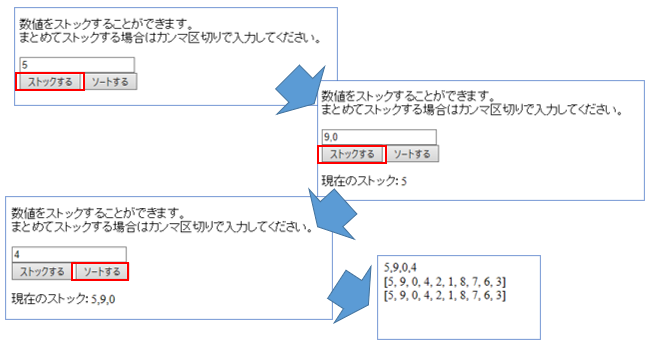 数値をストックすることができます。
まとめてストックする場合はカンマ区切りで入力してください。
5
ストックする ソートする
数値をストックすることができます。
まとめてストックする場合はカンマ区切りで入力してください。
9,0
ストックする ソートする
現在のストック: 5
数値をストックすることができます。
まとめてストックする場合はカンマ区切りで入力してください。
4
ストックする ソートする
現在のストック: 5,9,0
5,9,0,4
[5, 9, 0, 4, 2, 1, 8, 7, 6, 3]
[5, 9, 0, 4, 2, 1, 8, 7, 6, 3]